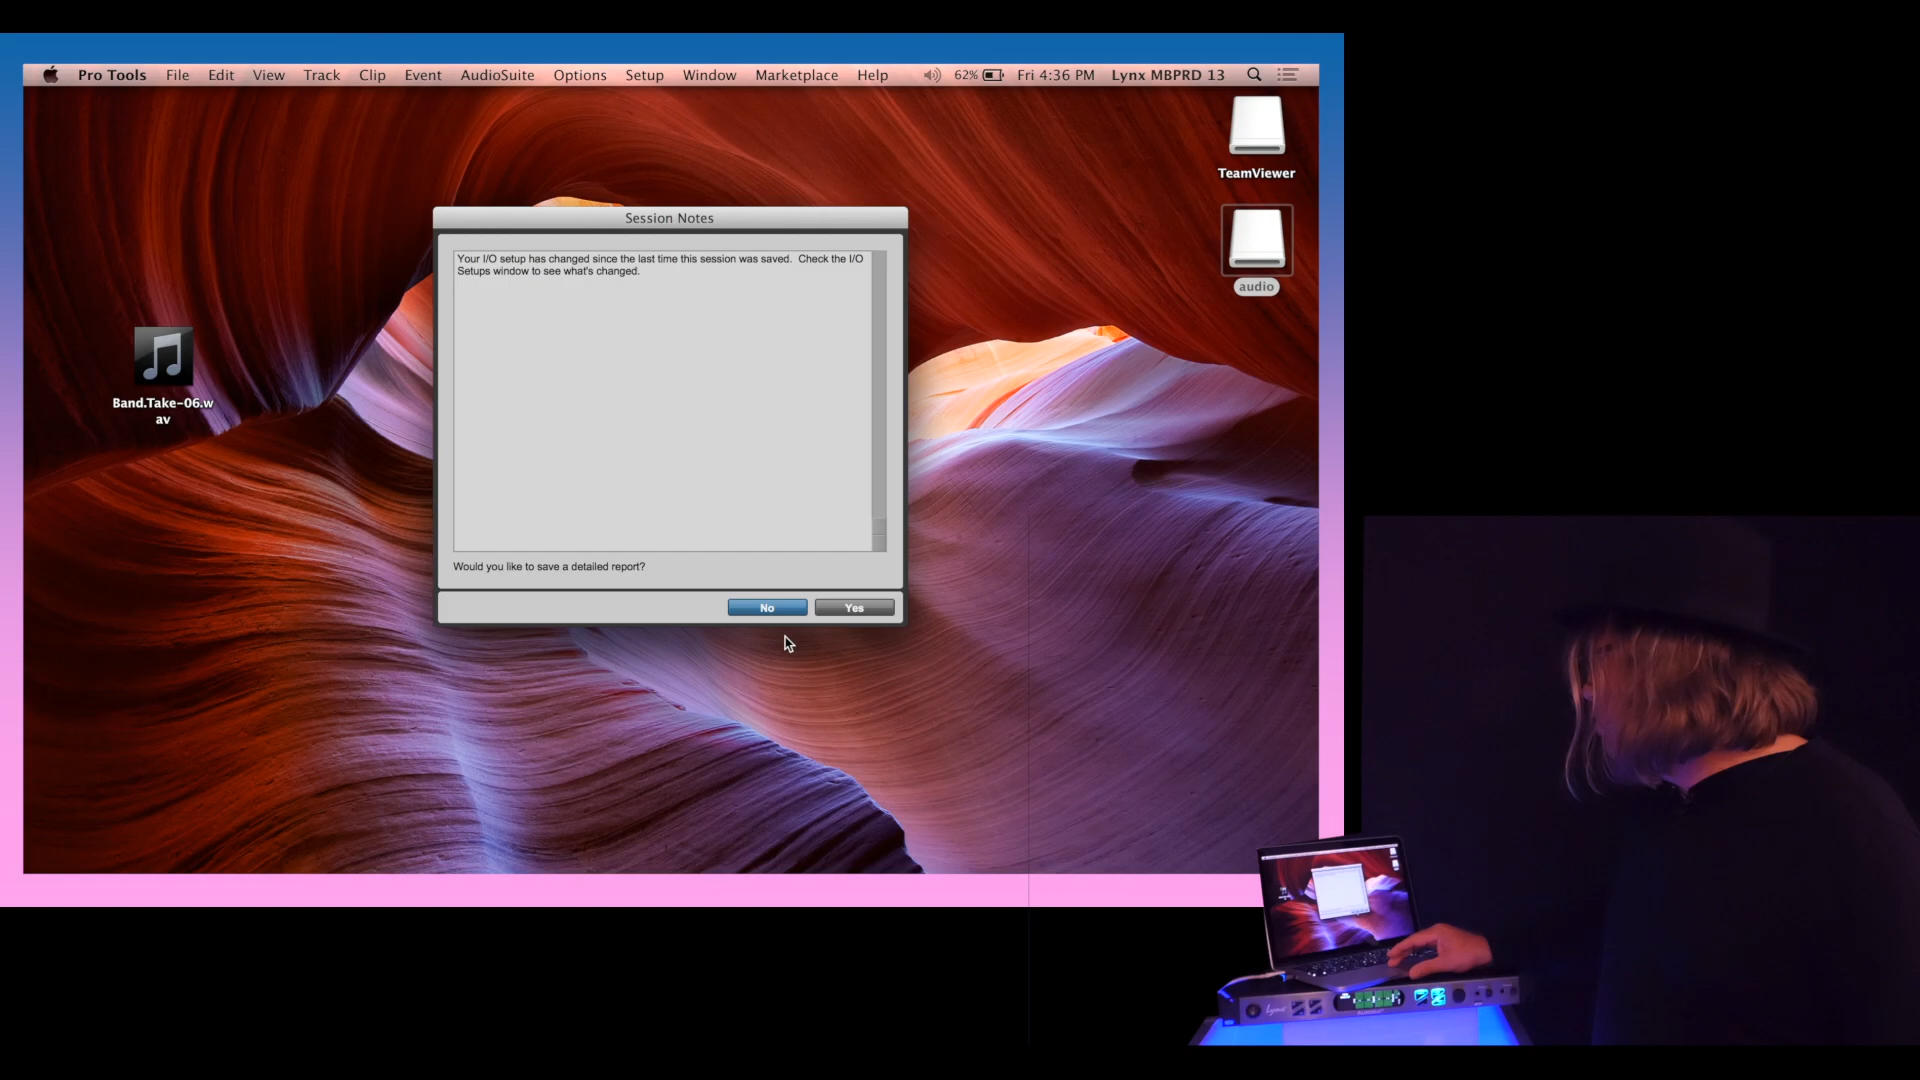 Pro Tools File Edit View Track Clip Event AudioSuite Options Setup Window Marketplace Help 62% Fri 4:36 PM Lynx MBPRD 13
TeamViewer
audio
Band.Take-06.w
av
Session Notes
Your I/O setup has changed since the last time this session was saved. Check the I/O
Setups window to see what's changed.
Would you like to save a detailed report?
No Yes
Lynx